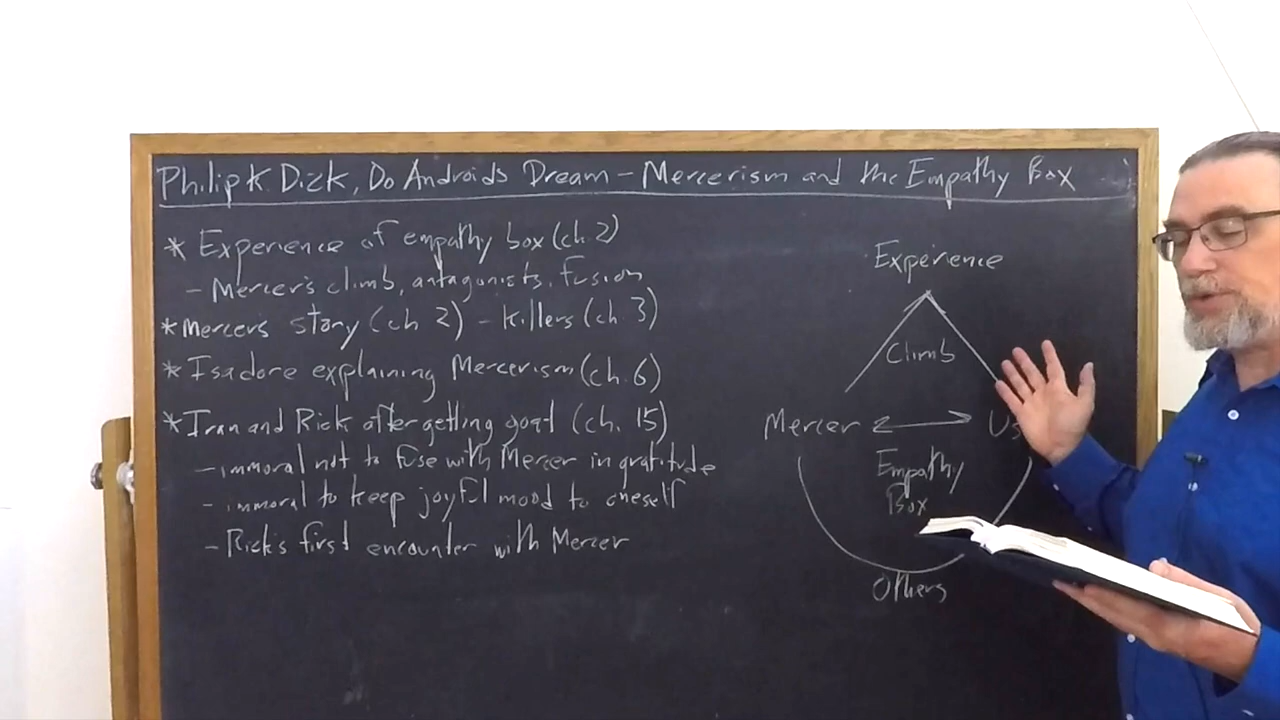 Philip K. Dick, Do Androids Dream - Mercerism and the Empathy Box
* Experience of empathy box (ch. 2)
- Mercer's climb, antagonists, fusion
* Mercer's story (ch 2) - Killers (ch. 3)
* Isadore explaining Mercerism (ch. 6)
* Iran and Rick after getting goat (ch. 15)
- immoral not to fuse with Mercer in gratitude
- immoral to keep joyful mood to oneself
- Rick's first encounter with Mercer
Experience
Climb
Mercer Us
Empathy
Box
Others